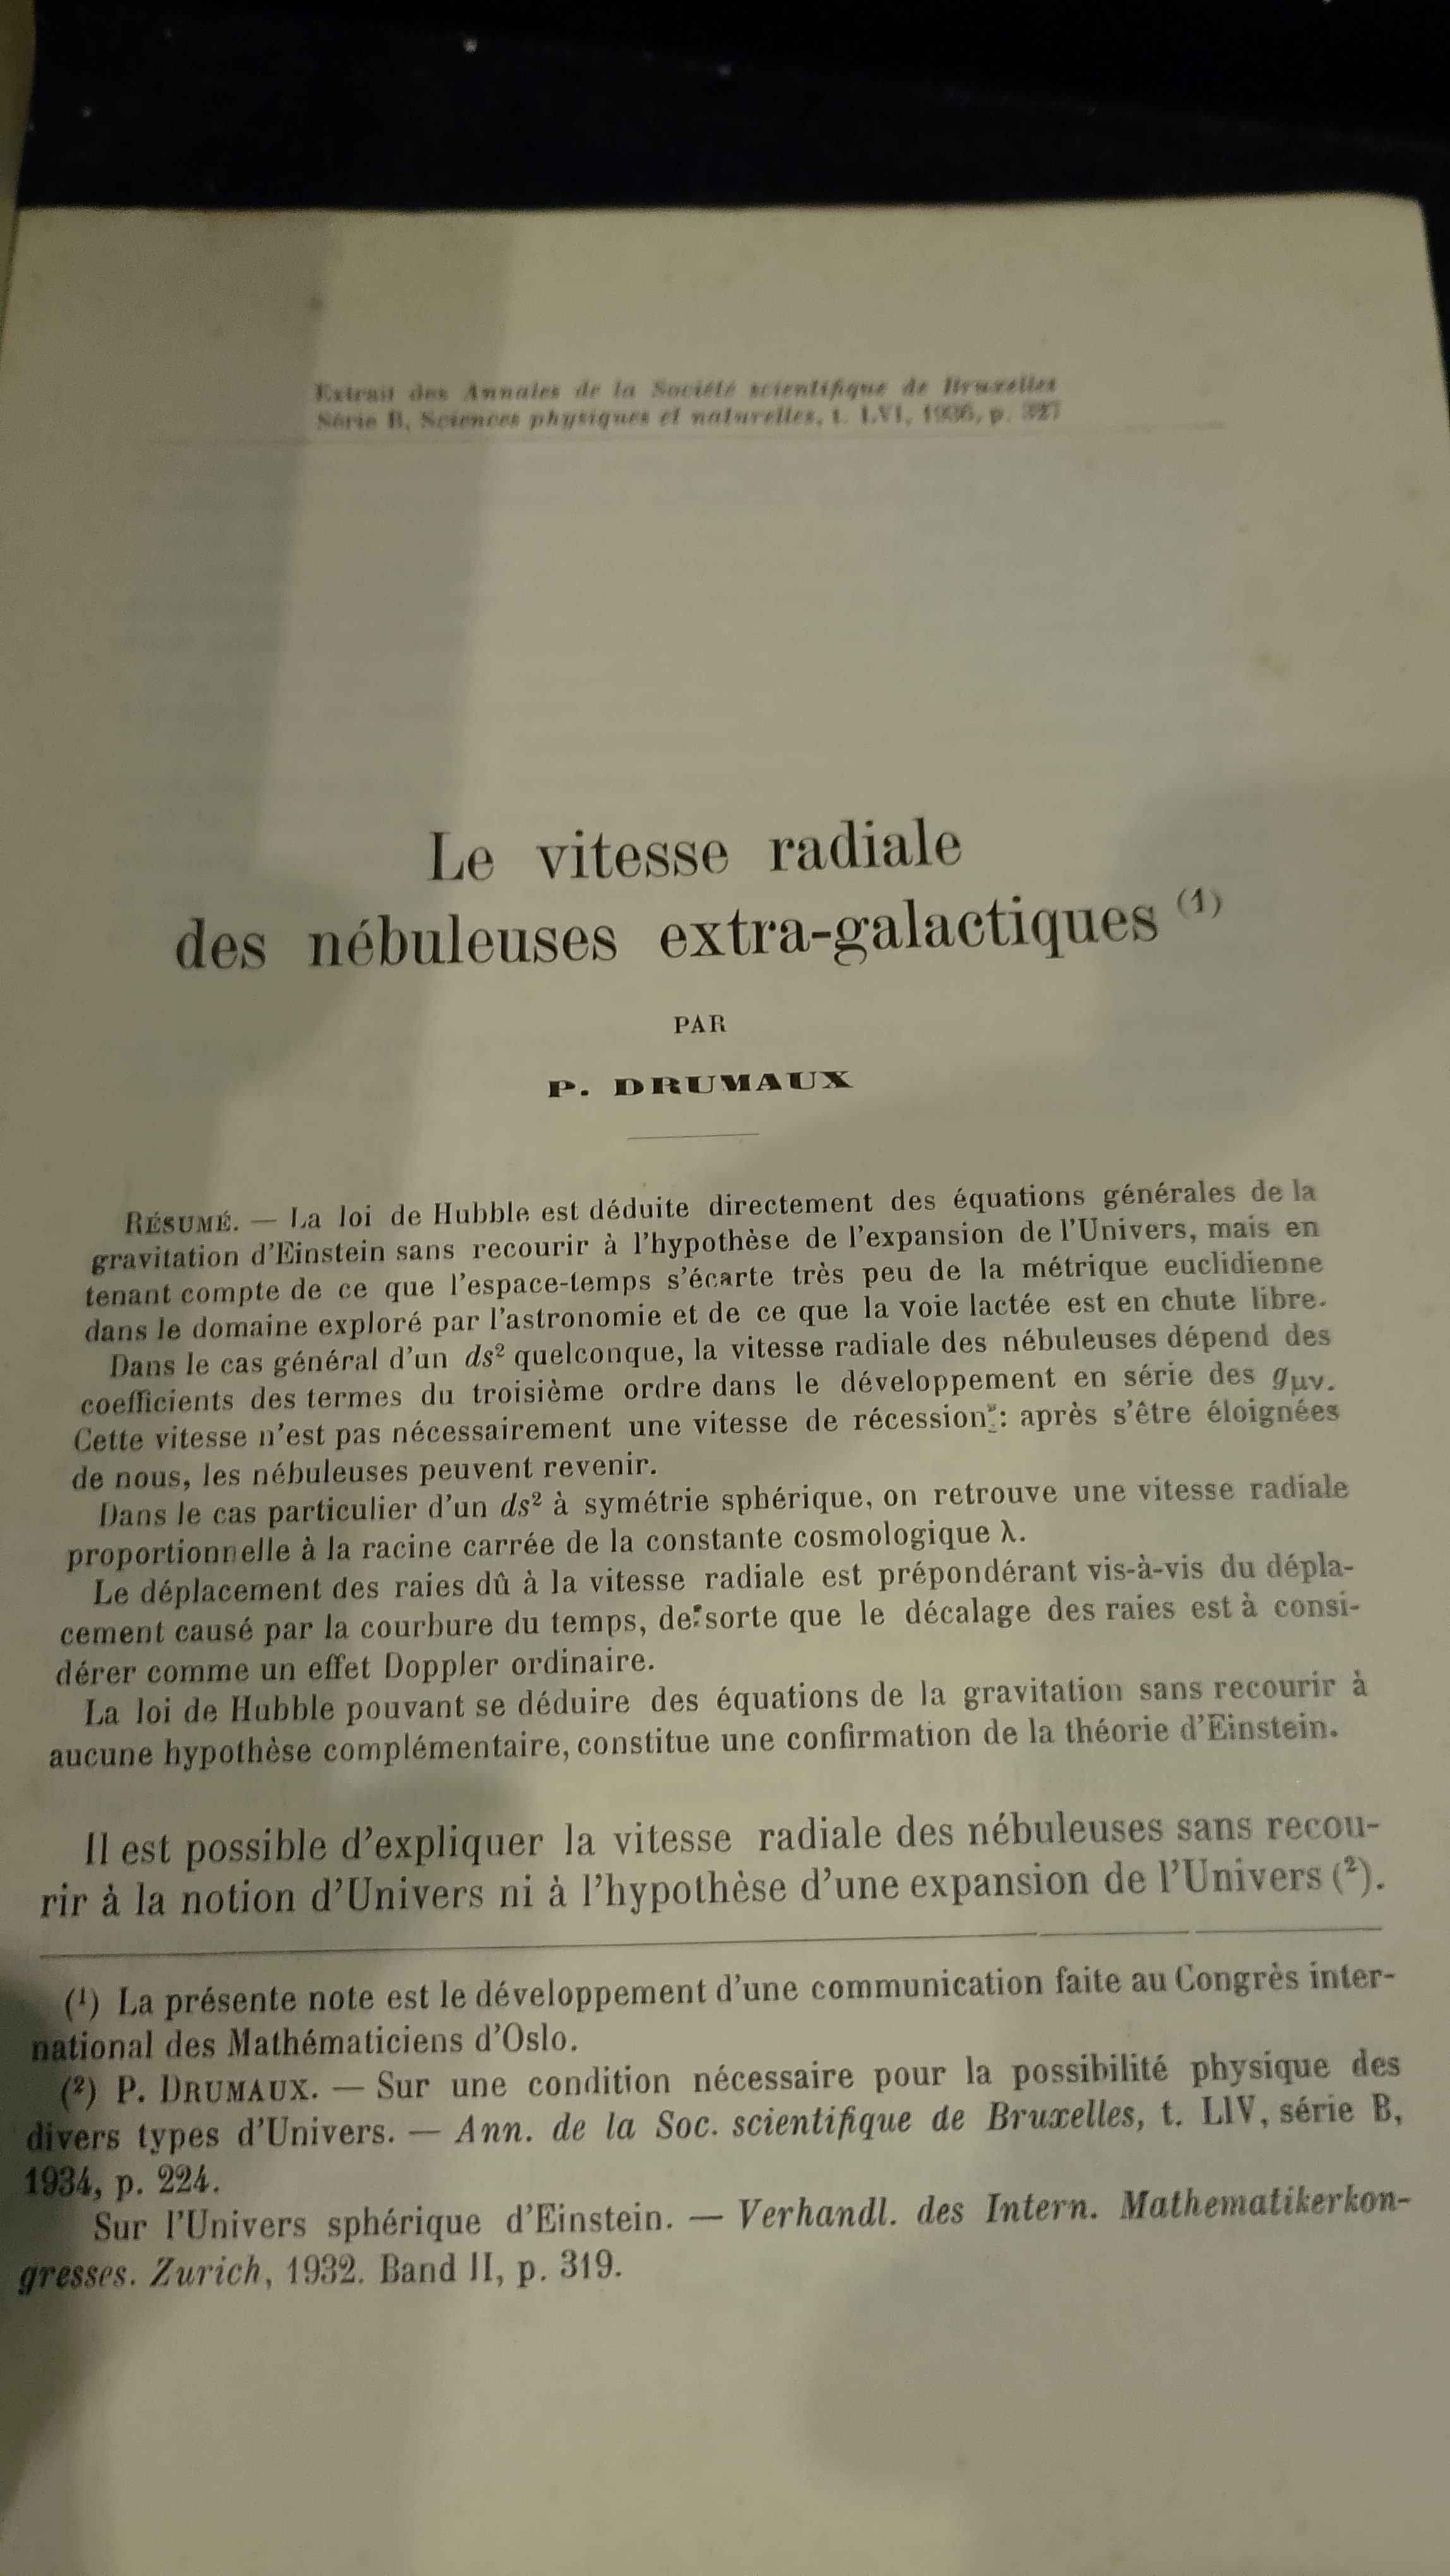 Extrait des Annales de la Société scientifique de Bruxelles
Série B, Sciences physiques et naturelles, t. LVI, 1936, p. 327
Le vitesse radiale
des nébuleuses extra-galactiques (1)
PAR
P. DRUMAUX
RÉSUMÉ. — La loi de Hubble est déduite directement des équations générales de la
gravitation d'Einstein sans recourir à l'hypothèse de l'expansion de l'Univers, mais en
tenant compte de ce que l'espace-temps s'écarte très peu de la métrique euclidienne
dans le domaine exploré par l'astronomie et de ce que la voie lactée est en chute libre.
Dans le cas général d'un ds² quelconque, la vitesse radiale des nébuleuses dépend des
coefficients des termes du troisième ordre dans le développement en série des gμν.
Cette vitesse n'est pas nécessairement une vitesse de récession : après s'être éloignées
de nous, les nébuleuses peuvent revenir.
Dans le cas particulier d'un ds² à symétrie sphérique, on retrouve une vitesse radiale
proportionnelle à la racine carrée de la constante cosmologique λ.
Le déplacement des raies dû à la vitesse radiale est prépondérant vis-à-vis du dépla-
cement causé par la courbure du temps, de sorte que le décalage des raies est à consi-
dérer comme un effet Doppler ordinaire.
La loi de Hubble pouvant se déduire des équations de la gravitation sans recourir à
aucune hypothèse complémentaire, constitue une confirmation de la théorie d'Einstein.
Il est possible d'expliquer la vitesse radiale des nébuleuses sans recou-
rir à la notion d'Univers ni à l'hypothèse d'une expansion de l'Univers (²).
(¹) La présente note est le développement d'une communication faite au Congrès inter-
national des Mathématiciens d'Oslo.
(²) P. DRUMAUX. — Sur une condition nécessaire pour la possibilité physique des
divers types d'Univers. — Ann. de la Soc. scientifique de Bruxelles, t. LIV, série B,
1934, p. 224.
Sur l'Univers sphérique d'Einstein. — Verhandl. des Intern. Mathematikerkon-
gresses. Zurich, 1932. Band II, p. 319.